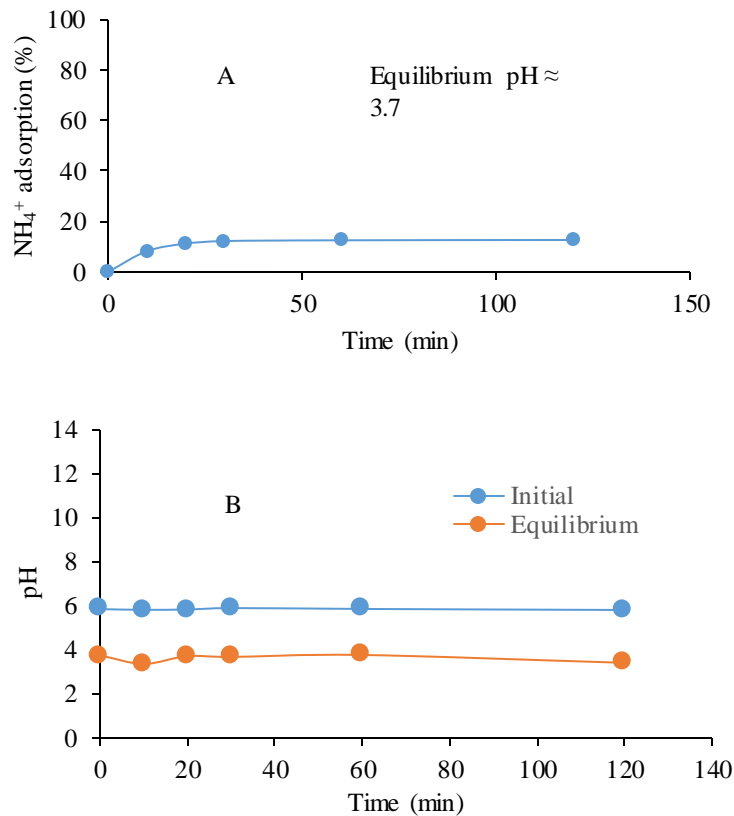 100
80
60
40
20
0
NH₄⁺ adsorption (%)
A
Equilibrium pH ≈
3.7
0 50 100 150
Time (min)
14
12
10
8
6
4
2
0
pH
B
Initial
Equilibrium
0 20 40 60 80 100 120 140
Time (min)